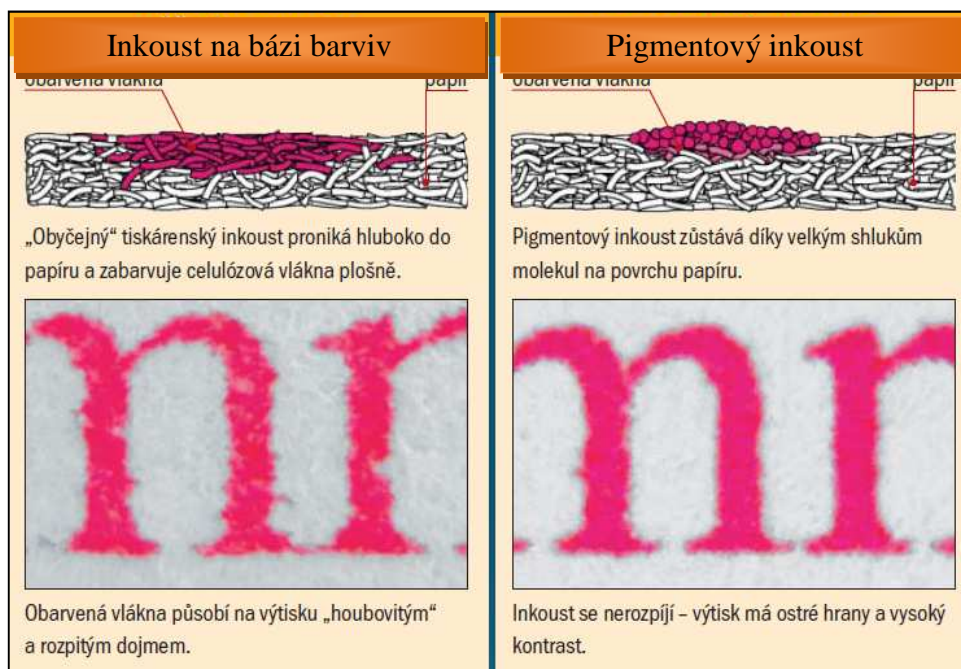 Inkoust na bázi barviv
obarvená vlákna
papír
„Obyčejný“ tiskárenský inkoust proniká hluboko do
papíru a zabarvuje celulózová vlákna plošně.
nr
Obarvená vlákna působí na výtisku „houbovitým“
a rozpitým dojmem.
Pigmentový inkoust
obarvená vlákna
papír
Pigmentový inkoust zůstává díky velkým shlukům
molekul na povrchu papíru.
nr
Inkoust se nerozpíjí – výtisk má ostré hrany a vysoký
kontrast.